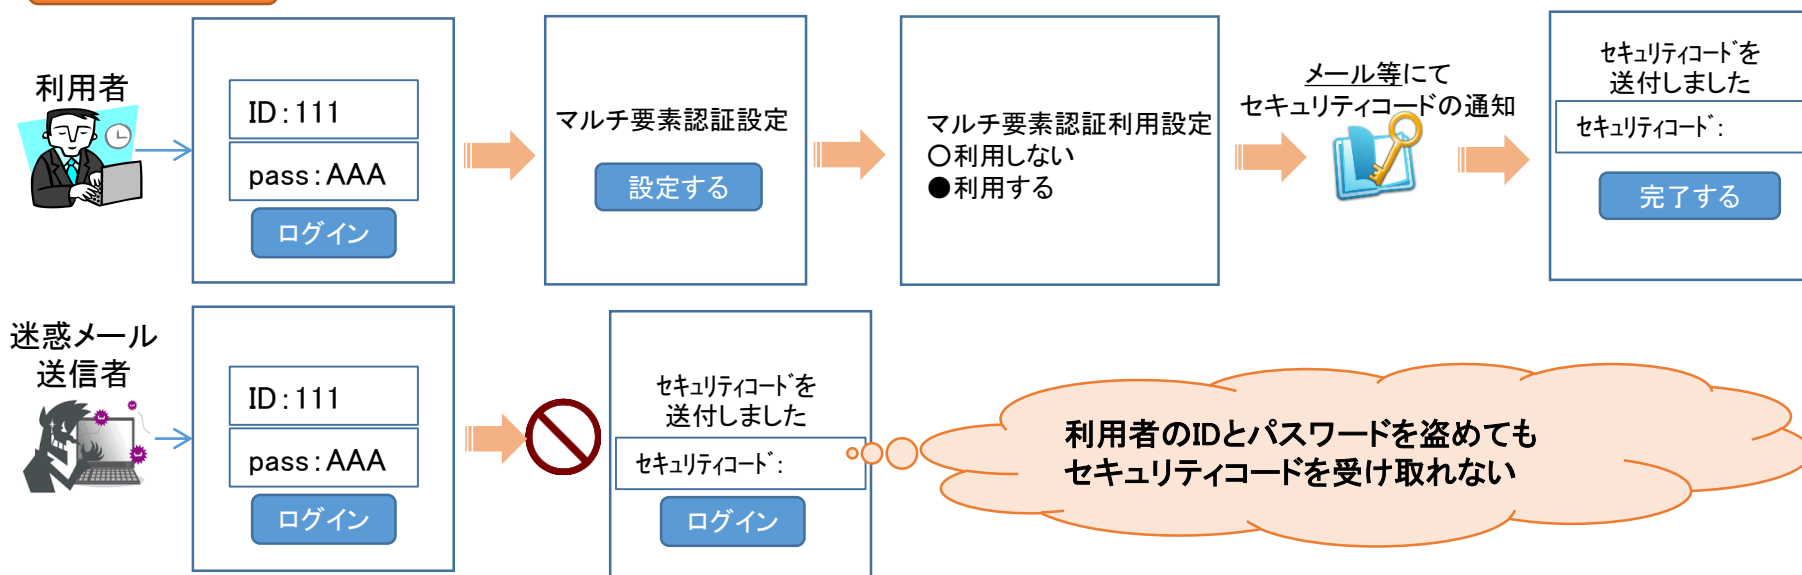 利用者
ID:111
pass:AAA
ログイン
マルチ要素認証設定
設定する
マルチ要素認証利用設定
○利用しない
●利用する
メール等にて
セキュリティコードの通知
セキュリティコードを
送付しました
セキュリティコード:
完了する
迷惑メール
送信者
ID:111
pass:AAA
ログイン
セキュリティコードを
送付しました
セキュリティコード:
ログイン
利用者のIDとパスワードを盗めても
セキュリティコードを受け取れない